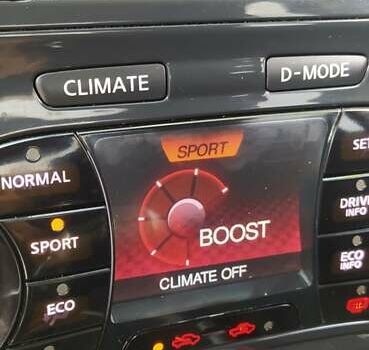 CLIMATE
D-MODE
NORMAL
SPORT
ECO
SPORT
BOOST
CLIMATE OFF
DRIVE
INFO
ECO
INFO